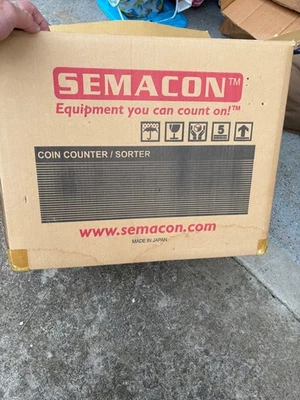 SEMACON™
Equipment you can count on!™
5
COIN COUNTER / SORTER
www.semacon.com
MADE IN JAPAN